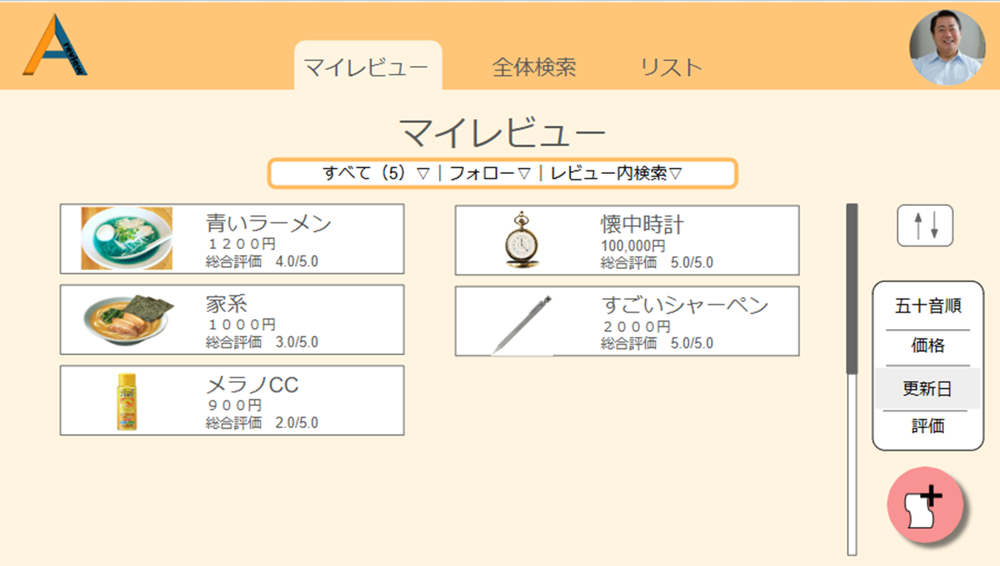 A review
マイレビュー
全体検索
リスト
マイレビュー
すべて（5）▽｜フォロー▽｜レビュー内検索▽
青いラーメン
１２００円
総合評価　4.0/5.0
家系
１０００円
総合評価　3.0/5.0
メラノCC
９００円
総合評価　2.0/5.0
懐中時計
100,000円
総合評価　5.0/5.0
すごいシャーペン
２０００円
総合評価　5.0/5.0
五十音順
価格
更新日
評価